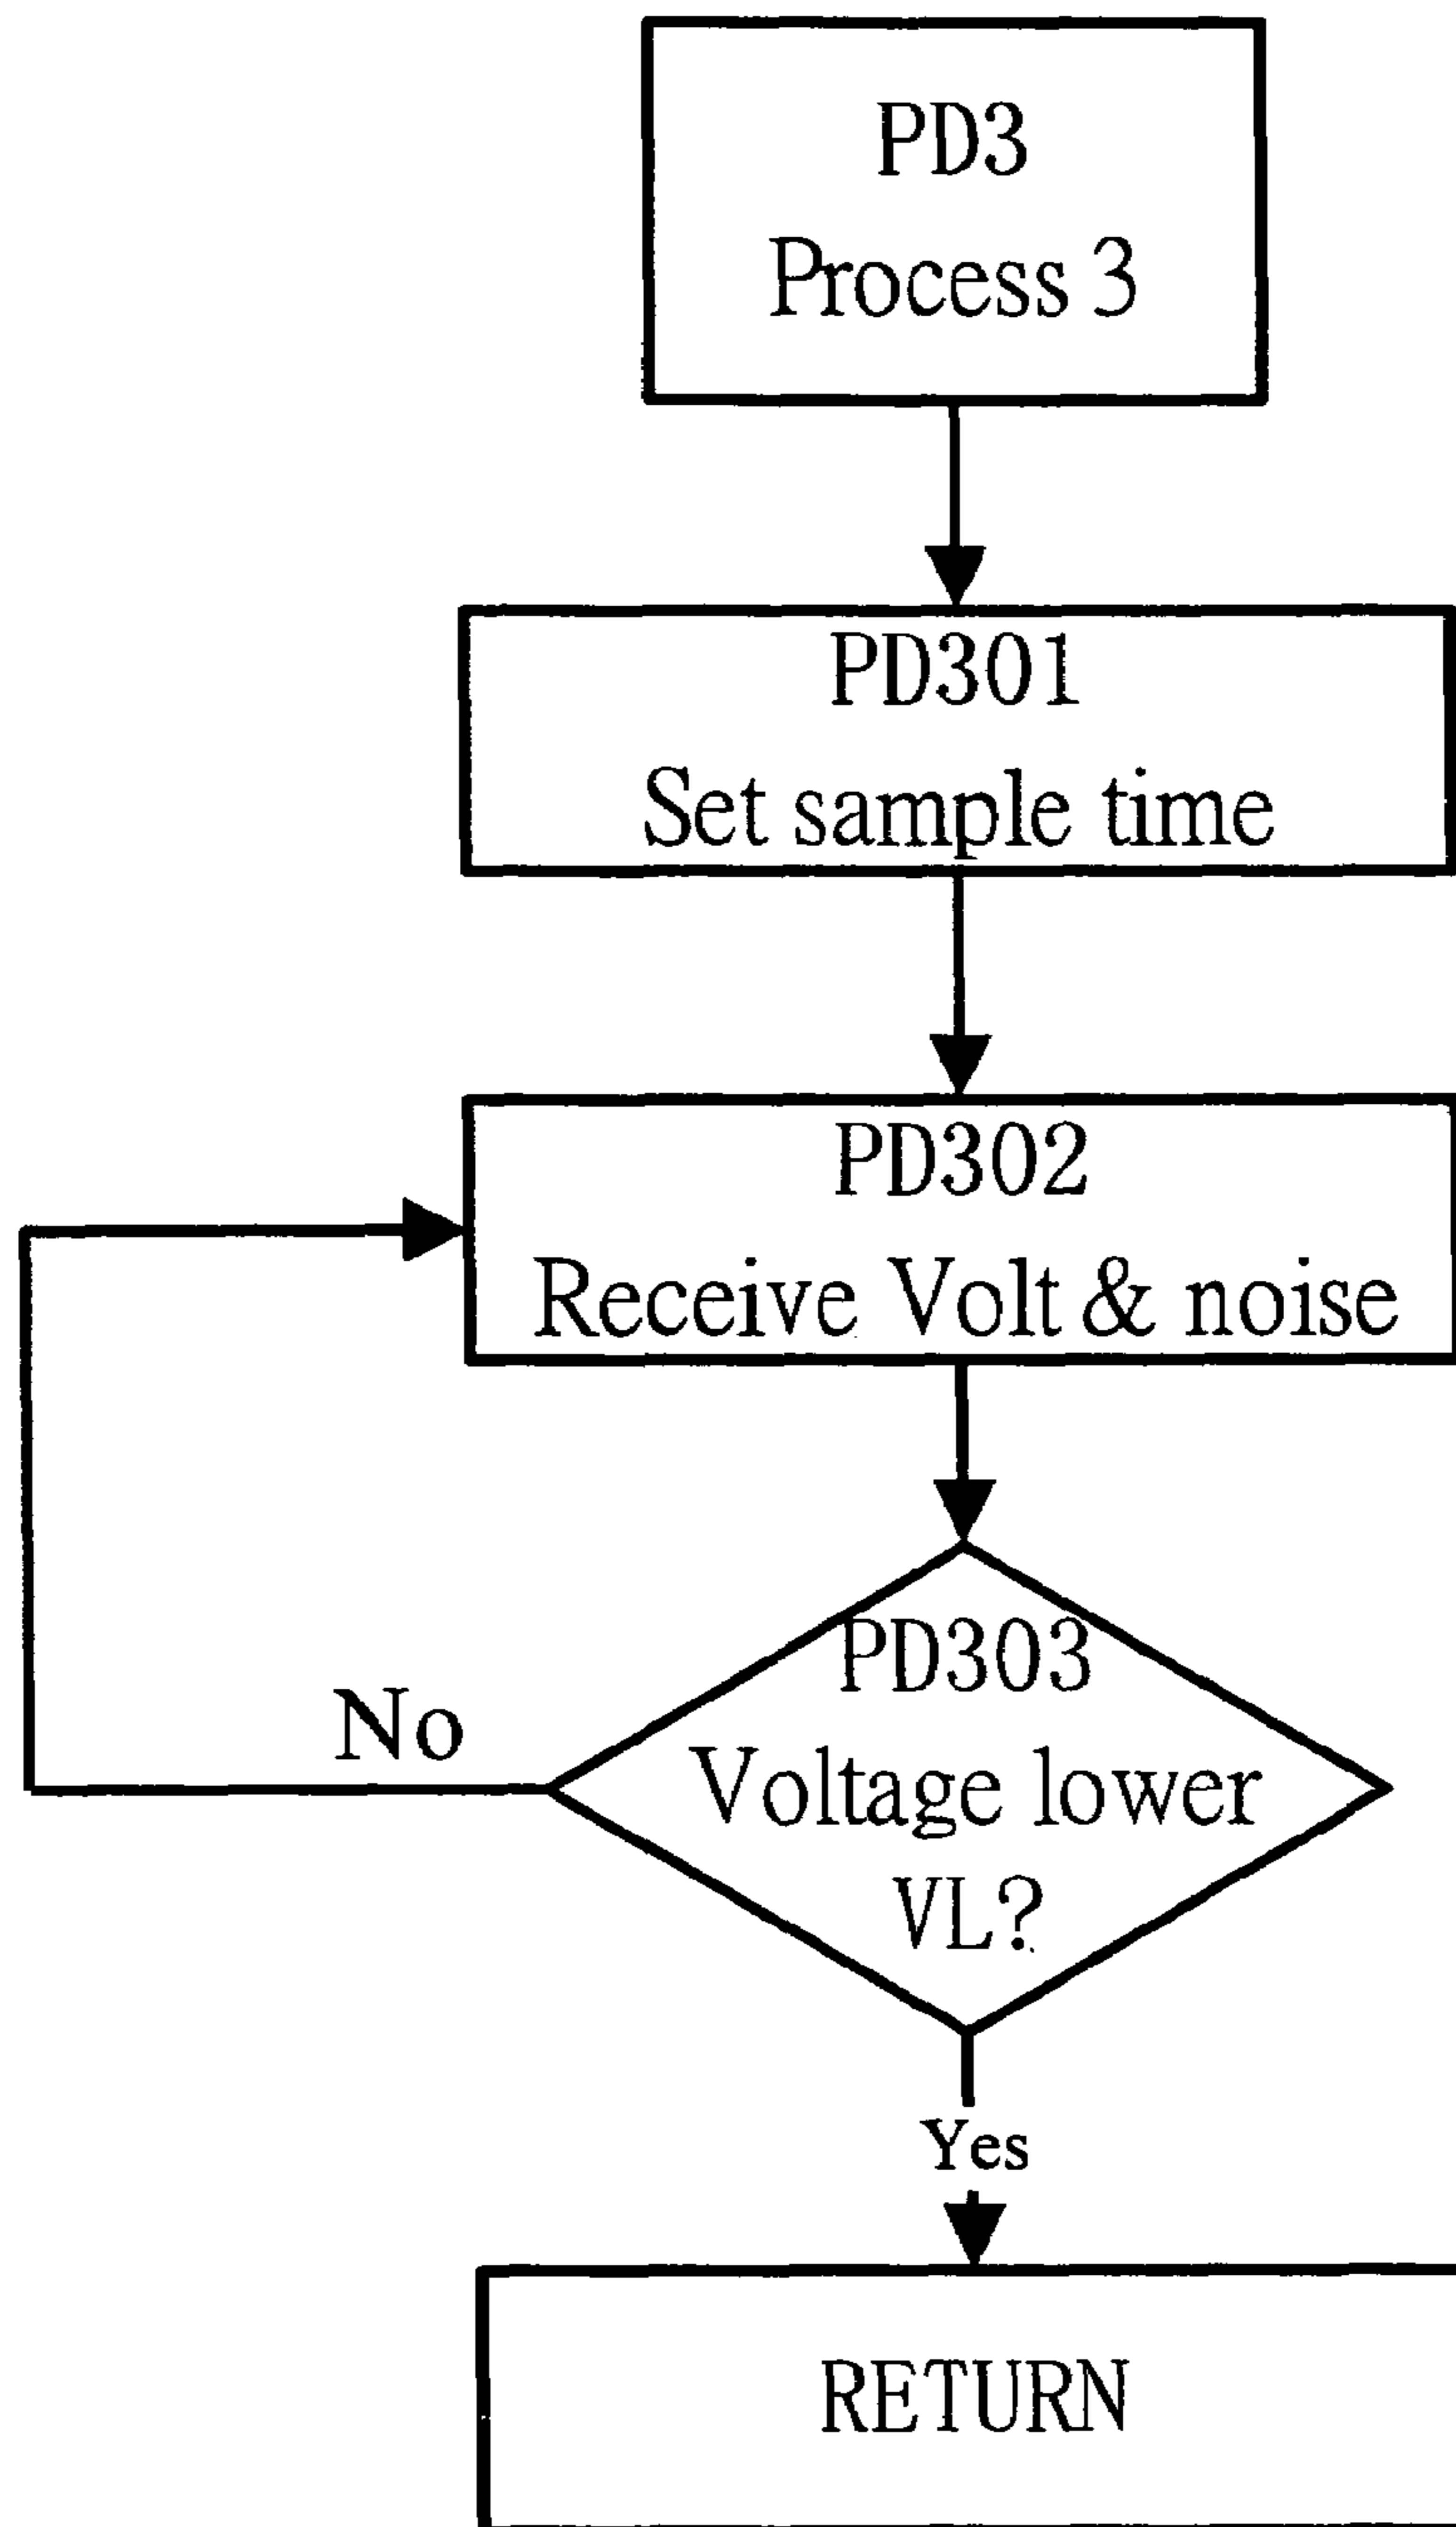 PD3
Process 3
PD301
Set sample time
PD302
Receive Volt & noise
PD303
Voltage lower
VL?
No
Yes
RETURN